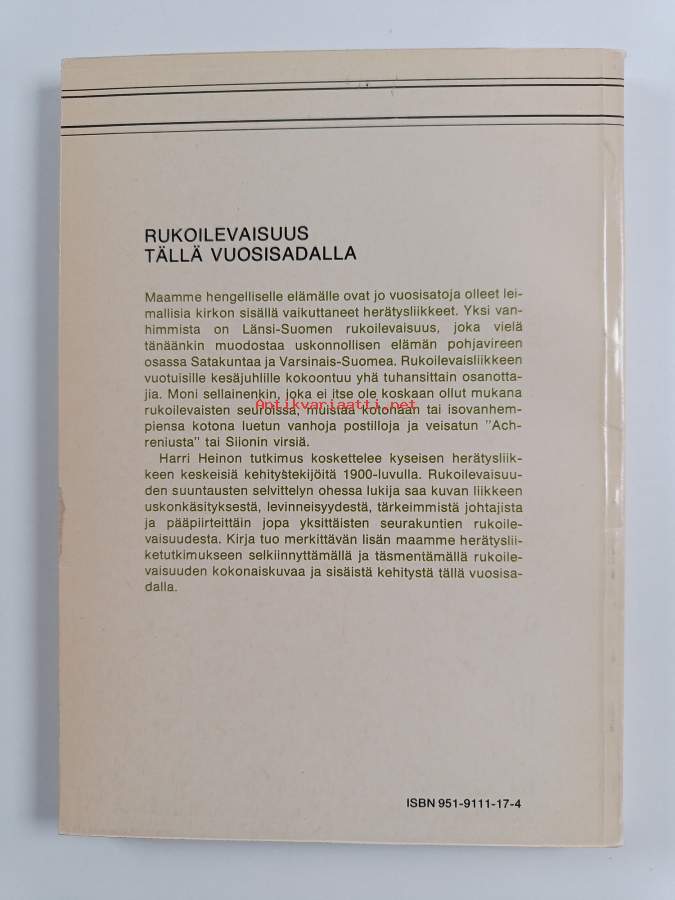 RUKOILEVAISUUS
TÄLLÄ VUOSISADALLA
Maamme hengelliselle elämälle ovat jo vuosisatoja olleet lei-
mallisia kirkon sisällä vaikuttaneet herätysliikkeet. Yksi van-
himmista on Länsi-Suomen rukoilevaisuus, joka vielä
tänäänkin muodostaa uskonnollisen elämän pohjavireen
osassa Satakuntaa ja Varsinais-Suomea. Rukoilevaisliikkeen
vuotuisille kesäjuhlille kokoontuu yhä tuhansittain osanotta-
jia. Moni sellainenkin, joka ei itse ole koskaan ollut mukana
Antikvariaatti.net
rukoilevaisten seuroissa, muistaa kotonaan tai isovanhem-
piensa kotona luetun vanhoja postilloja ja veisatun "Ach-
reniusta" tai Siionin virsiä.
Harri Heinon tutkimus koskettelee kyseisen herätysliik-
keen keskeisiä kehitystekijöitä 1900-luvulla. Rukoilevaisuu-
den suuntausten selvittelyn ohessa lukija saa kuvan liikkeen
uskonkäsityksestä, levinneisyydestä, tärkeimmistä johtajista
ja pääpiirteittäin jopa yksittäisten seurakuntien rukoile-
vaisuudesta. Kirja tuo merkittävän lisän maamme herätyslii-
ketutkimukseen selkiinnyttämällä ja täsmentämällä rukoile-
vaisuuden kokonaiskuvaa ja sisäistä kehitystä tällä vuosisa-
dalla.
ISBN 951-9111-17-4